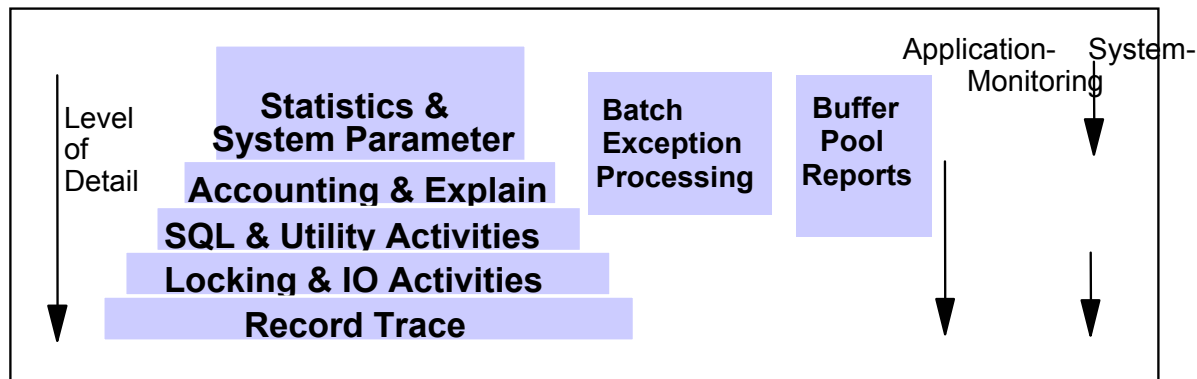 Application- System-
Monitoring
Level
of
Detail
Statistics &
System Parameter
Accounting & Explain
SQL & Utility Activities
Locking & IO Activities
Record Trace
Batch
Exception
Processing
Buffer
Pool
Reports